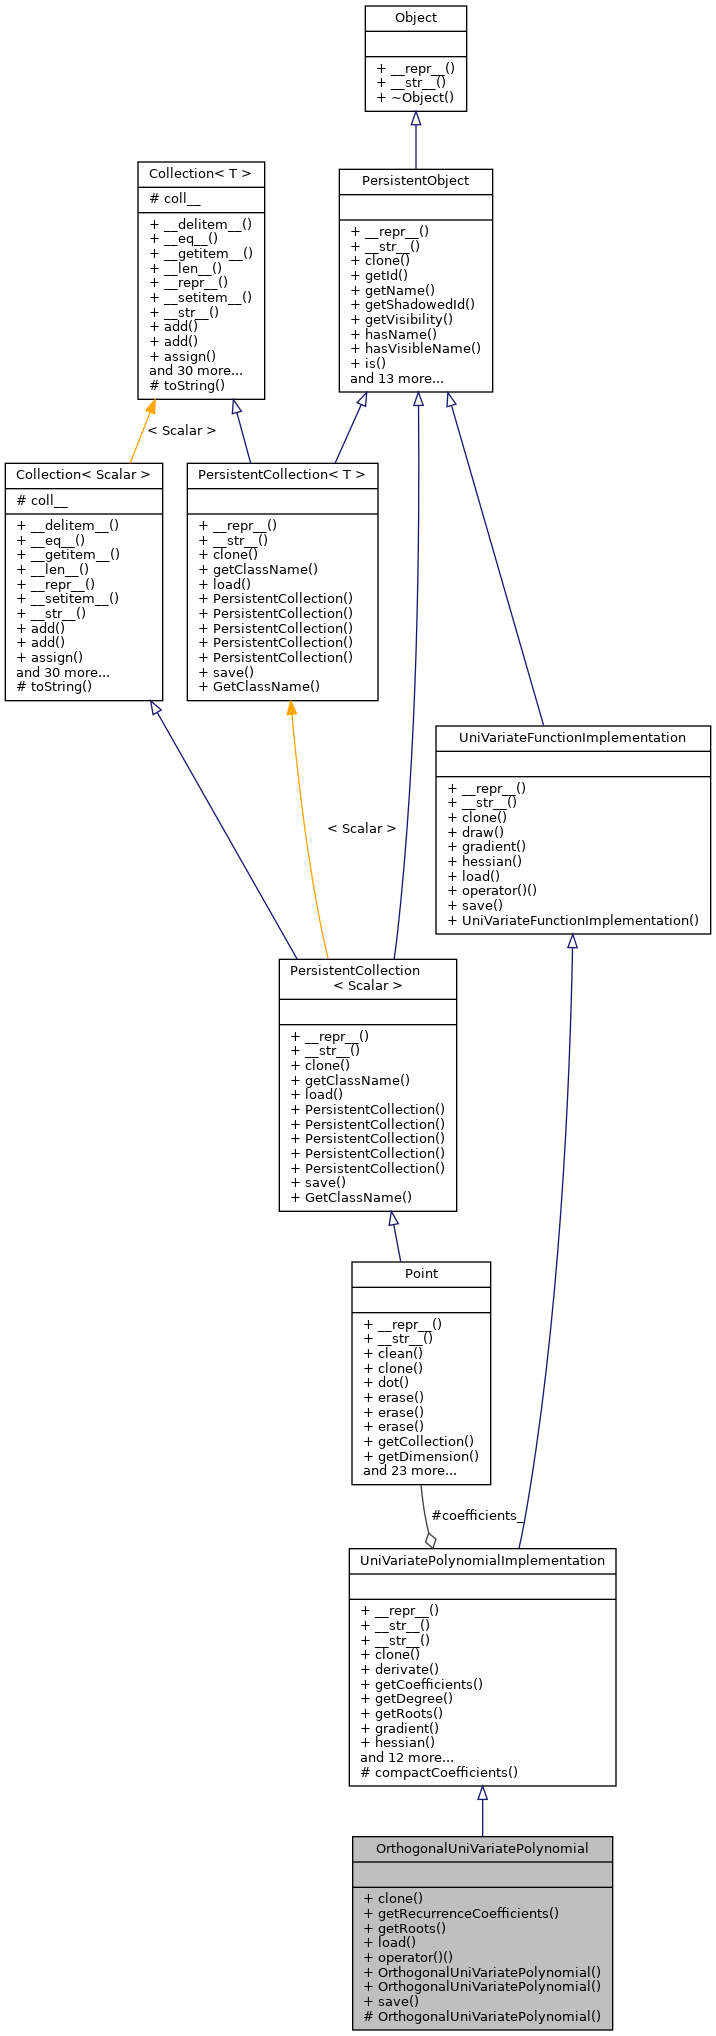 Object
+ __repr__()
+ __str__()
+ ~Object()
Collection< T >
# coll__
+ __delitem__()
+ __eq__()
+ __getitem__()
+ __len__()
+ __repr__()
+ __setitem__()
+ __str__()
+ add()
+ add()
+ assign()
and 30 more...
# toString()
PersistentObject
+ __repr__()
+ __str__()
+ clone()
+ getId()
+ getName()
+ getShadowedId()
+ getVisibility()
+ hasName()
+ hasVisibleName()
+ is()
and 13 more...
< Scalar >
Collection< Scalar >
# coll__
+ __delitem__()
+ __eq__()
+ __getitem__()
+ __len__()
+ __repr__()
+ __setitem__()
+ __str__()
+ add()
+ add()
+ assign()
and 30 more...
# toString()
PersistentCollection< T >
+ __repr__()
+ __str__()
+ clone()
+ getClassName()
+ load()
+ PersistentCollection()
+ PersistentCollection()
+ PersistentCollection()
+ PersistentCollection()
+ PersistentCollection()
+ save()
+ GetClassName()
UniVariateFunctionImplementation
+ __repr__()
+ __str__()
+ clone()
+ draw()
+ gradient()
+ hessian()
+ load()
+ operator()()
+ save()
+ UniVariateFunctionImplementation()
< Scalar >
PersistentCollection
< Scalar >
+ __repr__()
+ __str__()
+ clone()
+ getClassName()
+ load()
+ PersistentCollection()
+ PersistentCollection()
+ PersistentCollection()
+ PersistentCollection()
+ PersistentCollection()
+ save()
+ GetClassName()
Point
+ __repr__()
+ __str__()
+ clean()
+ clone()
+ dot()
+ erase()
+ erase()
+ erase()
+ getCollection()
+ getDimension()
and 23 more...
#coefficients_
UniVariatePolynomialImplementation
+ __repr__()
+ __str__()
+ __str__()
+ clone()
+ derivate()
+ getCoefficients()
+ getDegree()
+ getRoots()
+ gradient()
+ hessian()
and 12 more...
# compactCoefficients()
OrthogonalUniVariatePolynomial
+ clone()
+ getRecurrenceCoefficients()
+ getRoots()
+ load()
+ operator()()
+ OrthogonalUniVariatePolynomial()
+ OrthogonalUniVariatePolynomial()
+ save()
# OrthogonalUniVariatePolynomial()